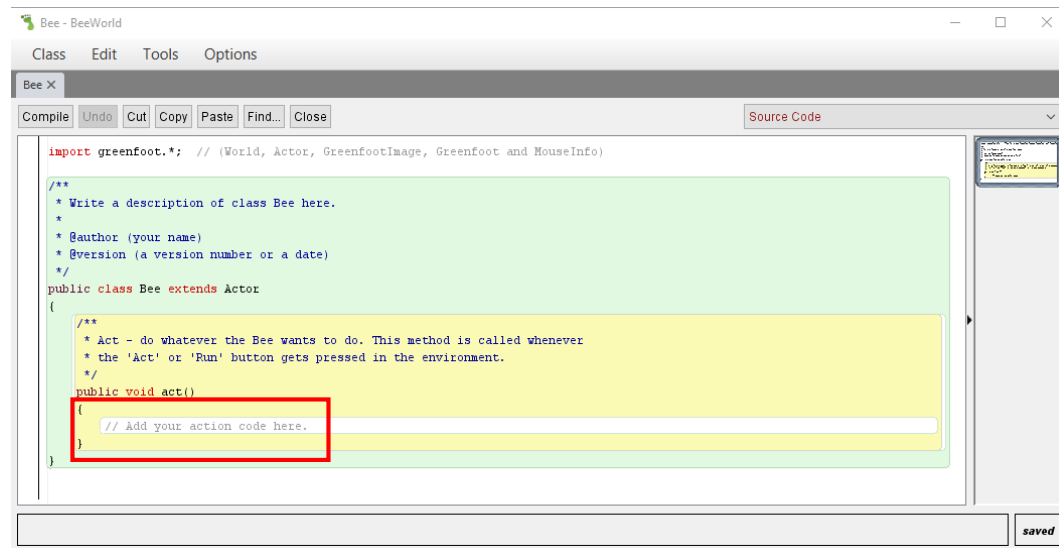 Bee - BeeWorld
Class Edit Tools Options
Bee X
Compile Undo Cut Copy Paste Find... Close Source Code
import greenfoot.*;  // (World, Actor, GreenfootImage, Greenfoot and MouseInfo)
/**
 * Write a description of class Bee here.
 *
 * @author (your name)
 * @version (a version number or a date)
 */
public class Bee extends Actor
{
    /**
     * Act - do whatever the Bee wants to do. This method is called whenever
     * the 'Act' or 'Run' button gets pressed in the environment.
     */
    public void act()
    {
        // Add your action code here.
    }
}
saved